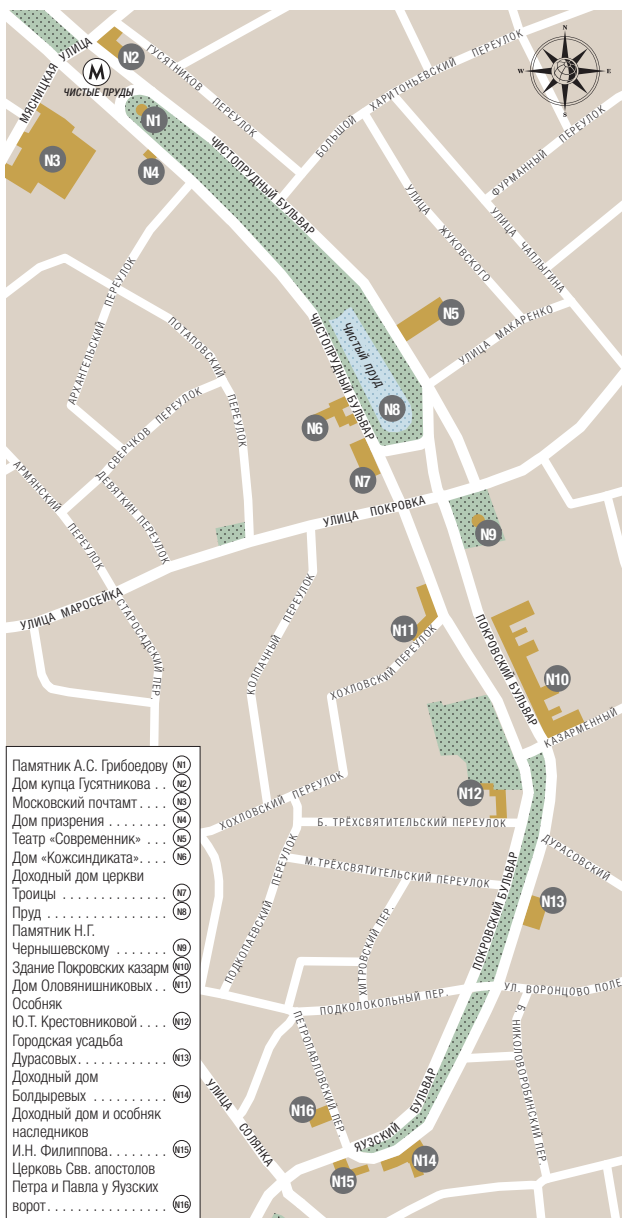 МЯСНИЦКАЯ УЛИЦА
М
ЧИСТЫЕ ПРУДЫ
N2
ГУСЯТНИКОВ ПЕРЕУЛОК
БОЛЬШОЙ ХАРИТОНЬЕВСКИЙ ПЕРЕУЛОК
N
W
E
S
N1
N3
N4
ЧИСТОПРУДНЫЙ БУЛЬВАР
ФУРМАННЫЙ ПЕРЕУЛОК
УЛИЦА ЖУКОВСКОГО
УЛИЦА ЧАПЛЫГИНА
АРХАНГЕЛЬСКИЙ ПЕРЕУЛОК
ПОТАПОВСКИЙ ПЕРЕУЛОК
ЧИСТОПРУДНЫЙ БУЛЬВАР
Чистый пруд
N5
УЛИЦА МАКАРЕНКО
N8
N6
N7
СВЕРЧКОВ ПЕРЕУЛОК
ДЕВЯТКИН ПЕРЕУЛОК
АРМЯНСКИЙ ПЕРЕУЛОК
УЛИЦА ПОКРОВКА
N9
УЛИЦА МАРОСЕЙКА
СТАРОСАДСКИЙ ПЕР.
КОЛПАЧНЫЙ ПЕРЕУЛОК
N11
ХОХЛОВСКИЙ ПЕРЕУЛОК
ПОКРОВСКИЙ БУЛЬВАР
N10
КАЗАРМЕННЫЙ
N12
ХОХЛОВСКИЙ ПЕРЕУЛОК
Б. ТРЁХСВЯТИТЕЛЬСКИЙ ПЕРЕУЛОК
ДУРАСОВСКИЙ
М.ТРЁХСВЯТИТЕЛЬСКИЙ ПЕРЕУЛОК
ПОДКОПАЕВСКИЙ ПЕРЕУЛОК
ХИТРОВСКИЙ ПЕР.
ПОКРОВСКИЙ БУЛЬВАР
N13
ПОДКОЛОКОЛЬНЫЙ ПЕР.
УЛ. ВОРОНЦОВО ПОЛЕ
Б. НИКОЛОВОРОБИНСКИЙ ПЕР.
ПЕТРОПАВЛОВСКИЙ ПЕР.
УЛИЦА СОЛЯНКА
N16
ЯУЗСКИЙ БУЛЬВАР
N15
N14
Памятник А.С. Грибоедову N1
Дом купца Гусятникова . . N2
Московский почтамт . . . . N3
Дом призрения . . . . . . . . N4
Театр «Современник» . . . N5
Дом «Кожсиндиката». . . . N6
Доходный дом церкви
Троицы . . . . . . . . . . . . . . N7
Пруд . . . . . . . . . . . . . . . . N8
Памятник Н.Г.
Чернышевскому . . . . . . . N9
Здание Покровских казарм N10
Дом Оловянишниковых . . N11
Особняк
Ю.Т. Крестовниковой . . . . N12
Городская усадьба
Дурасовых. . . . . . . . . . . . N13
Доходный дом
Болдыревых . . . . . . . . . . N14
Доходный дом и особняк
наследников
И.Н. Филиппова. . . . . . . . N15
Церковь Свв. апостолов
Петра и Павла у Яузских
ворот. . . . . . . . . . . . . . . . N16